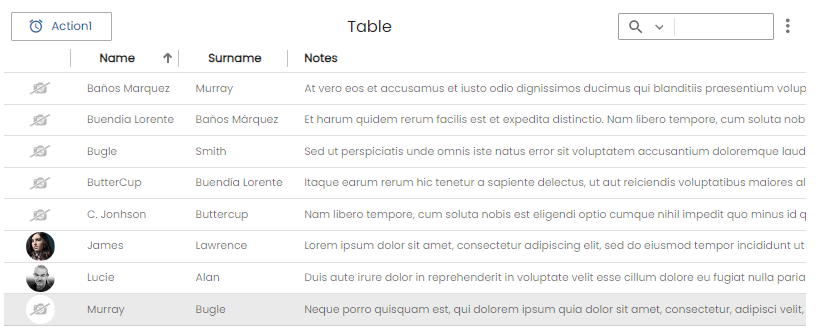 Action1 Table
Name Surname Notes
Baños Marquez Murray At vero eos et accusamus et iusto odio dignissimos ducimus qui blanditiis praesentium volup
Buendia Lorente Baños Márquez Et harum quidem rerum facilis est et expedita distinctio. Nam libero tempore, cum soluta nob
Bugle Smith Sed ut perspiciatis unde omnis iste natus error sit voluptatem accusantium doloremque laud
ButterCup Buendia Lorente Itaque earum rerum hic tenetur a sapiente delectus, ut aut reiciendis voluptatibus maiores al
C. Jonhson Buttercup Nam libero tempore, cum soluta nobis est eligendi optio cumque nihil impedit quo minus id q
James Lawrence Lorem ipsum dolor sit amet, consectetur adipiscing elit, sed do eiusmod tempor incididunt ut
Lucie Alan Duis aute irure dolor in reprehenderit in voluptate velit esse cillum dolore eu fugiat nulla paria
Murray Bugle Neque porro quisquam est, qui dolorem ipsum quia dolor sit amet, consectetur, adipisci velit,